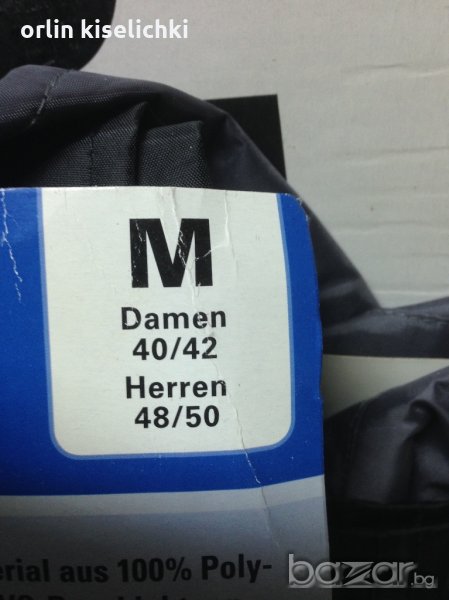 orlin kiselichki
M
Damen
40/42
Herren
48/50
erial aus 100% Poly-
bazar.bg